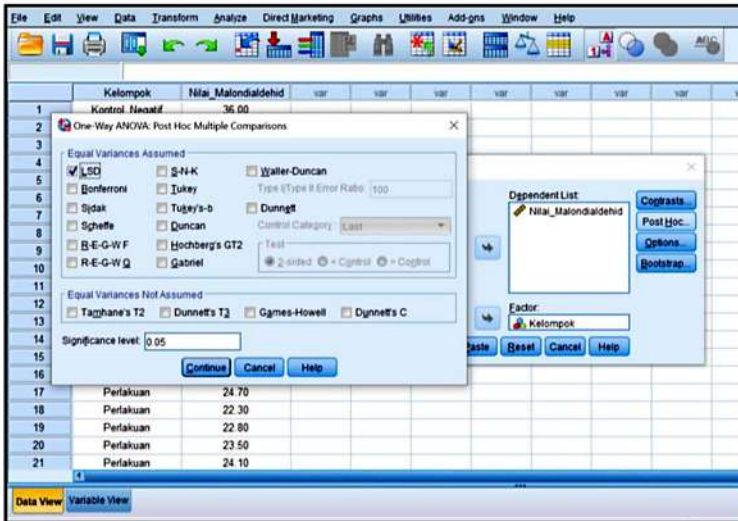 File Edit View Data Transform Analyze Direct Marketing Graphs Utilities Add-ons Window Help
Kelompok Nilai_Malondialdehid var var var var var var var
1 Kontrol_Negatif 36.00
2
3
4
5
6
7
8
9
10
11
12
13
14
15
16
17 Perlakuan 24.70
18 Perlakuan 22.30
19 Perlakuan 22.80
20 Perlakuan 23.50
21 Perlakuan 24.10
One-Way ANOVA: Post Hoc Multiple Comparisons
Equal Variances Assumed
LSD S-N-K Waller-Duncan
Bonferroni Tukey Type I/Type II Error Ratio: 100
Sidak Tukey's-b Dunnett
Scheffe Duncan Control Category: Last
R-E-G-W F Hochberg's GT2 Test
R-E-G-W Q Gabriel 2-sided < Control > Control
Equal Variances Not Assumed
Tamhane's T2 Dunnett's T3 Games-Howell Dunnett's C
Significance level: 0.05
Continue Cancel Help
Dependent List:
Nilai_Malondialdehid
Contrasts...
Post Hoc...
Options...
Bootstrap...
Factor:
Kelompok
Paste Reset Cancel Help
Data View Variable View